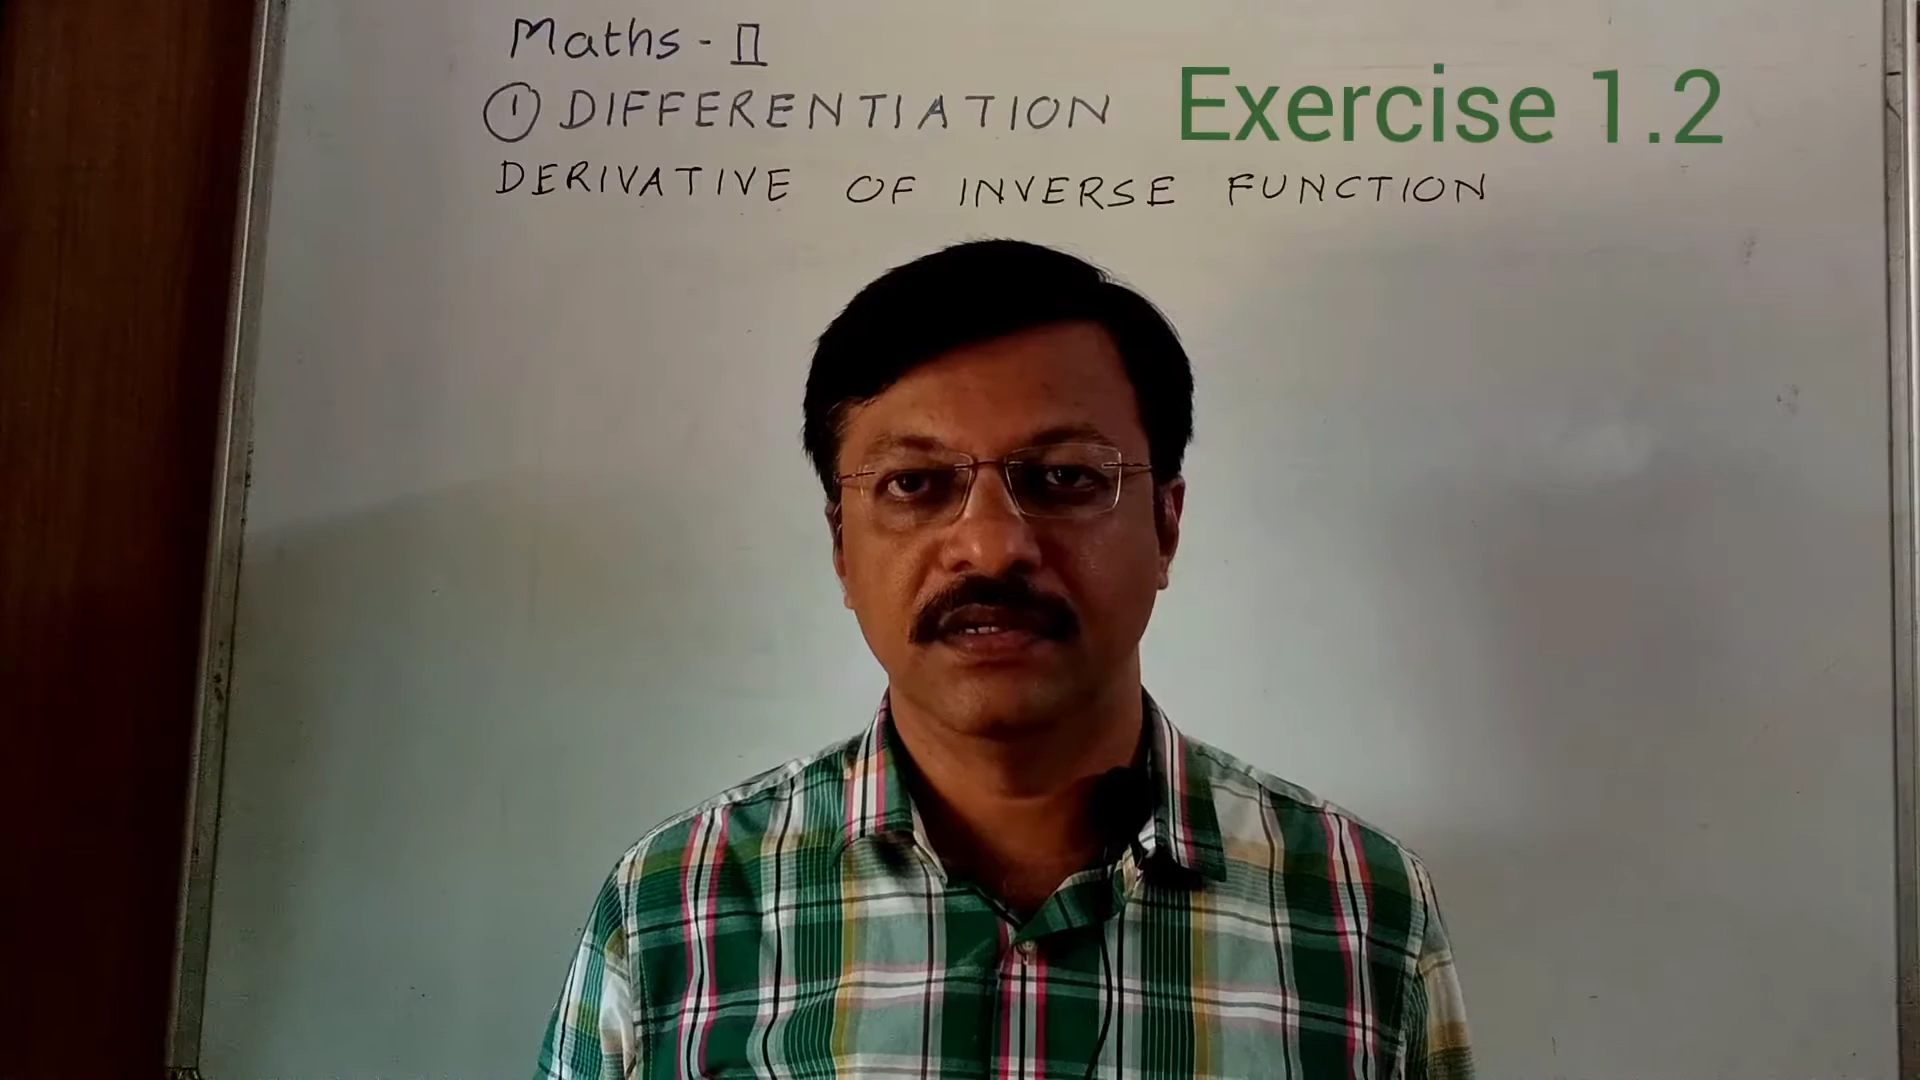 Maths - II
① DIFFERENTIATION Exercise 1.2
DERIVATIVE OF INVERSE FUNCTION